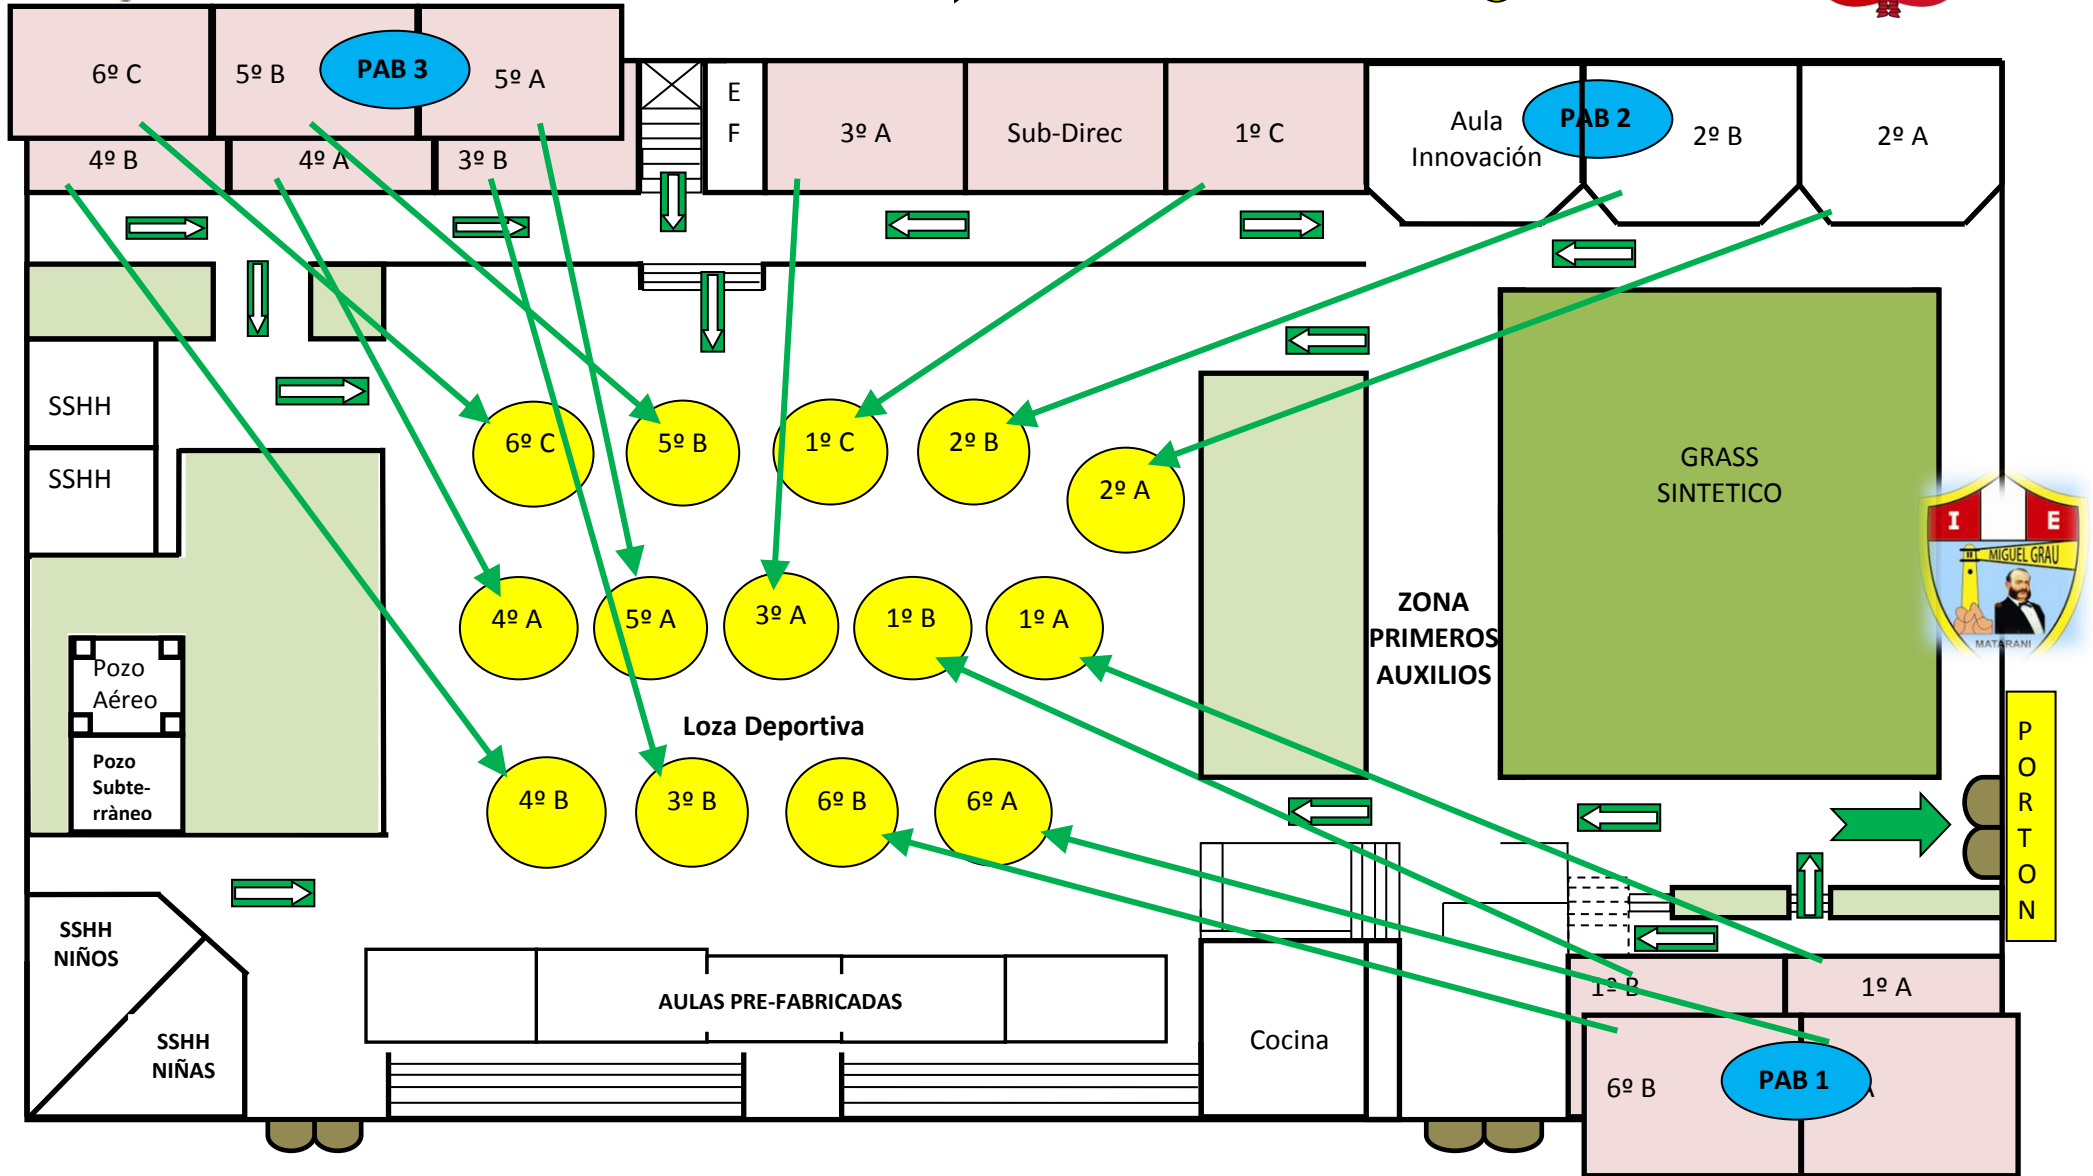 6º C
5º B
PAB 3
5º A
4º B
4º A
3º B
E
F
3º A
Sub-Direc
1º C
Aula
Innovación
PAB 2
2º B
2º A
SSHH
SSHH
6º C
5º B
1º C
2º B
2º A
GRASS
SINTETICO
I E
MIGUEL GRAU
MATARANI
4º A
5º A
3º A
1º B
1º A
ZONA
PRIMEROS
AUXILIOS
Pozo
Aéreo
Pozo
Subte-
rràneo
Loza Deportiva
4º B
3º B
6º B
6º A
P
O
R
T
O
N
SSHH
NIÑOS
SSHH
NIÑAS
AULAS PRE-FABRICADAS
Cocina
1º B
1º A
6º B
PAB 1